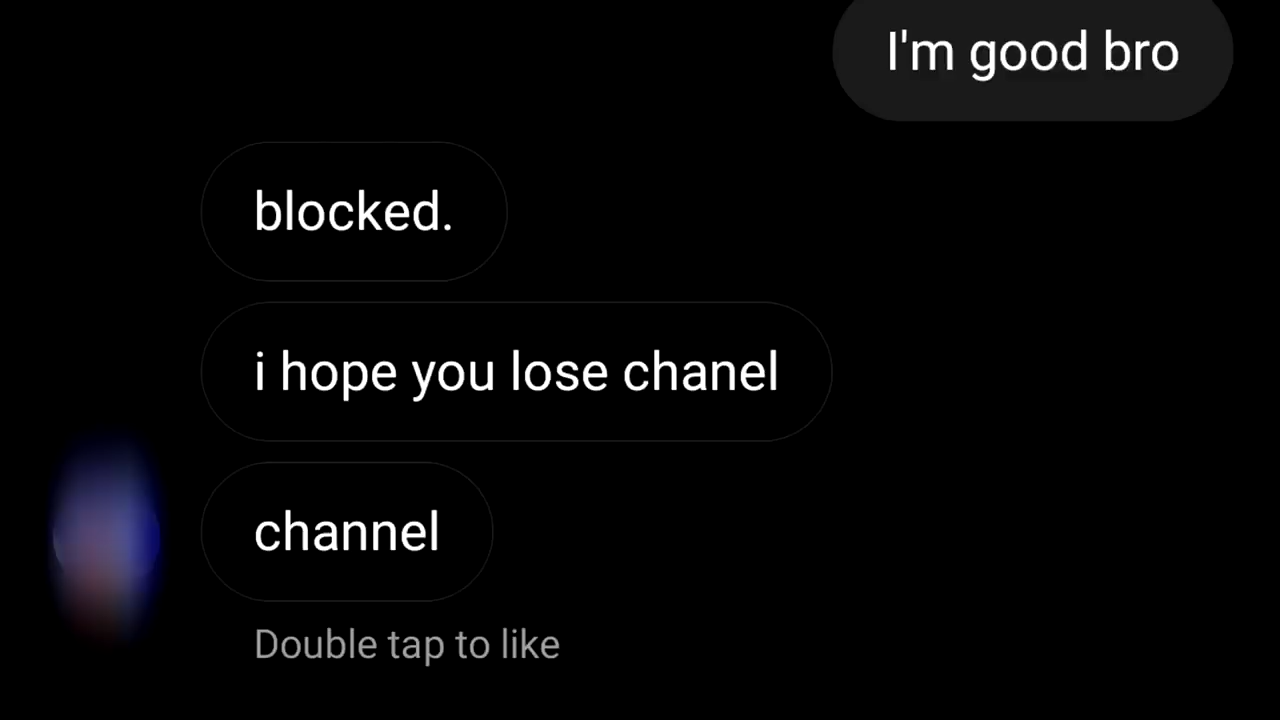 I'm good bro
blocked.
i hope you lose chanel
channel
Double tap to like